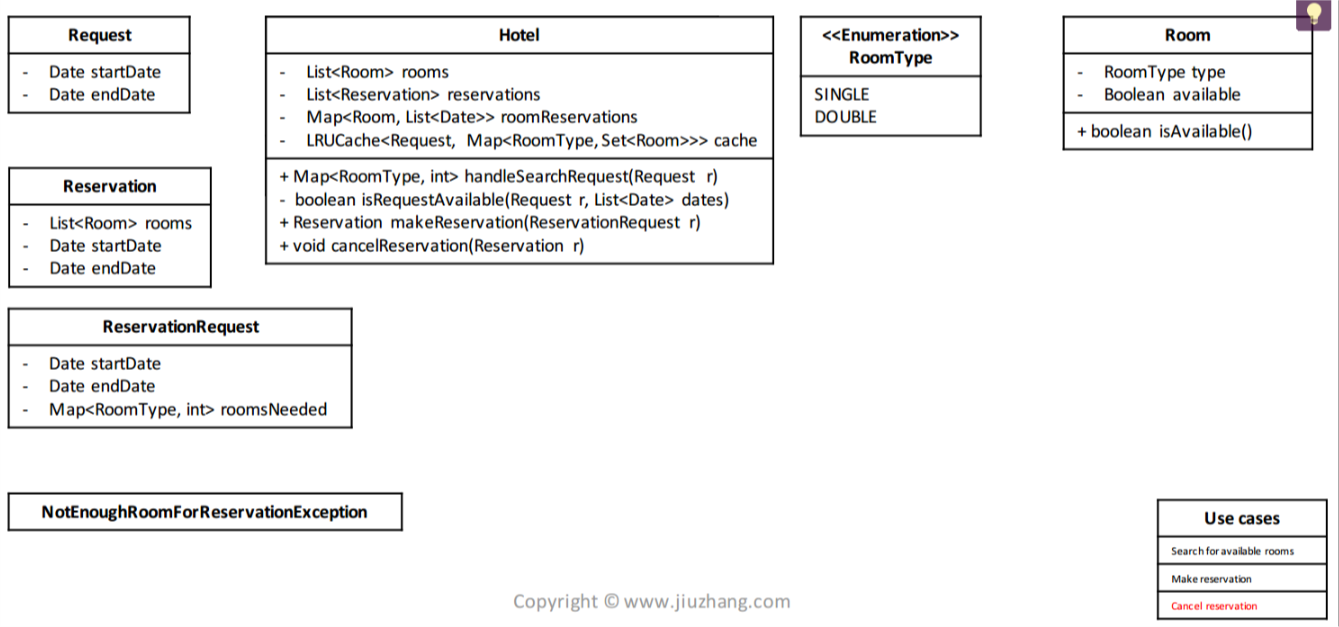 Request
- Date startDate
- Date endDate
Hotel
- List<Room> rooms
- List<Reservation> reservations
- Map<Room, List<Date>> roomReservations
- LRUCache<Request, Map<RoomType, Set<Room>>> cache
+ Map<RoomType, int> handleSearchRequest(Request r)
- boolean isRequestAvailable(Request r, List<Date> dates)
+ Reservation makeReservation(ReservationRequest r)
+ void cancelReservation(Reservation r)
<<Enumeration>>
RoomType
SINGLE
DOUBLE
Room
- RoomType type
- Boolean available
+ boolean isAvailable()
Reservation
- List<Room> rooms
- Date startDate
- Date endDate
ReservationRequest
- Date startDate
- Date endDate
- Map<RoomType, int> roomsNeeded
NotEnoughRoomForReservationException
Use cases
Search for available rooms
Make reservation
Cancel reservation
Copyright © www.jiuzhang.com